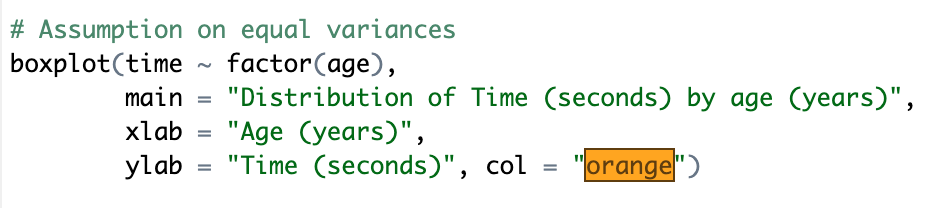 # Assumption on equal variances
boxplot(time ~ factor(age),
        main = "Distribution of Time (seconds) by age (years)",
        xlab = "Age (years)",
        ylab = "Time (seconds)", col = "orange")